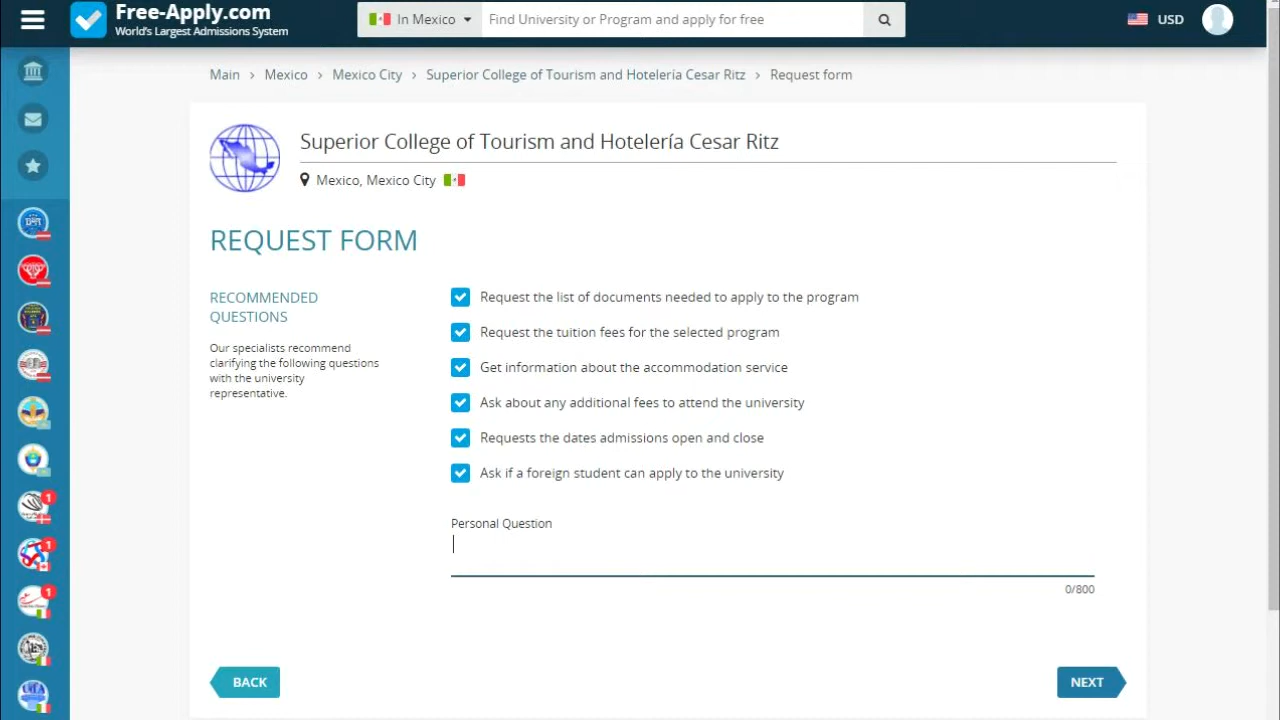 Free-Apply.com
World's Largest Admissions System
In Mexico
Find University or Program and apply for free
USD
Main > Mexico > Mexico City > Superior College of Tourism and Hotelería Cesar Ritz > Request form
Superior College of Tourism and Hotelería Cesar Ritz
Mexico, Mexico City
REQUEST FORM
RECOMMENDED
QUESTIONS
Our specialists recommend
clarifying the following questions
with the university
representative.
Request the list of documents needed to apply to the program
Request the tuition fees for the selected program
Get information about the accommodation service
Ask about any additional fees to attend the university
Requests the dates admissions open and close
Ask if a foreign student can apply to the university
Personal Question
0/800
BACK
NEXT
1
1
1